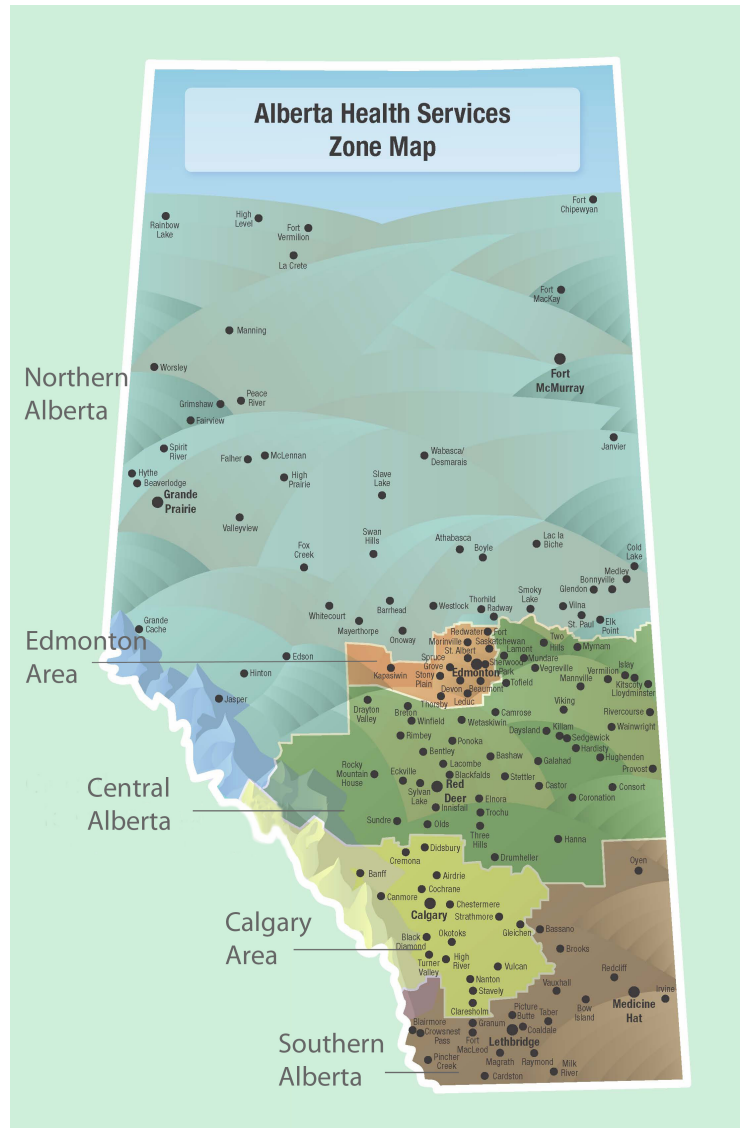 Alberta Health Services
Zone Map
Fort
Chipewyan
Rainbow
Lake
High
Level
Fort
Vermilion
La Crete
Fort
MacKay
Manning
Fort
McMurray
Worsley
Northern
Alberta
Peace
River
Grimshaw
Fairview
Janvier
Spirit
River
Falher
McLennan
Wabasca/
Desmarais
Hythe
Beaverlodge
High
Prairie
Slave
Lake
Grande
Prairie
Valleyview
Swan
Hills
Fox
Creek
Athabasca
Boyle
Lac la
Biche
Cold
Lake
Medley
Bonnyville
Glendon
Whitecourt
Barrhead
Westlock
Thorhild
Radway
Smoky
Lake
Vilna
St. Paul
Elk
Point
Mayerthorpe
Onoway
Grande
Cache
Edmonton
Area
Edson
Hinton
Jasper
Redwater
Fort
Saskatchewan
Morinville
St. Albert
Lamont
Two
Hills
Myrnam
Spruce
Grove
Sherwood
Park
Mundare
Vegreville
Kapasiwin
Stony
Plain
Edmonton
Vermilion
Islay
Kitscoty
Lloydminster
Mannville
Devon
Beaumont
Tofield
Thorsby
Leduc
Drayton
Valley
Breton
Winfield
Wetaskiwin
Camrose
Viking
Rivercourse
Wainwright
Daysland
Killam
Sedgewick
Hardisty
Hughenden
Rimbey
Ponoka
Bentley
Bashaw
Galahad
Provost
Rocky
Mountain
House
Eckville
Lacombe
Blackfalds
Stettler
Castor
Consort
Coronation
Sylvan
Lake
Red
Deer
Central
Alberta
Innisfail
Elnora
Trochu
Sundre
Olds
Three
Hills
Hanna
Didsbury
Cremona
Drumheller
Oyen
Banff
Airdrie
Canmore
Cochrane
Calgary
Chestermere
Strathmore
Gleichen
Bassano
Calgary
Area
Black
Diamond
Okotoks
Brooks
Turner
Valley
High
River
Vulcan
Redcliff
Nanton
Stavely
Vauxhall
Irvine
Medicine
Hat
Claresholm
Picture
Butte
Taber
Bow
Island
Blairmore
Crowsnest
Pass
Granum
Fort
MacLeod
Coaldale
Lethbridge
Southern
Alberta
Pincher
Creek
Magrath
Raymond
Milk
River
Cardston